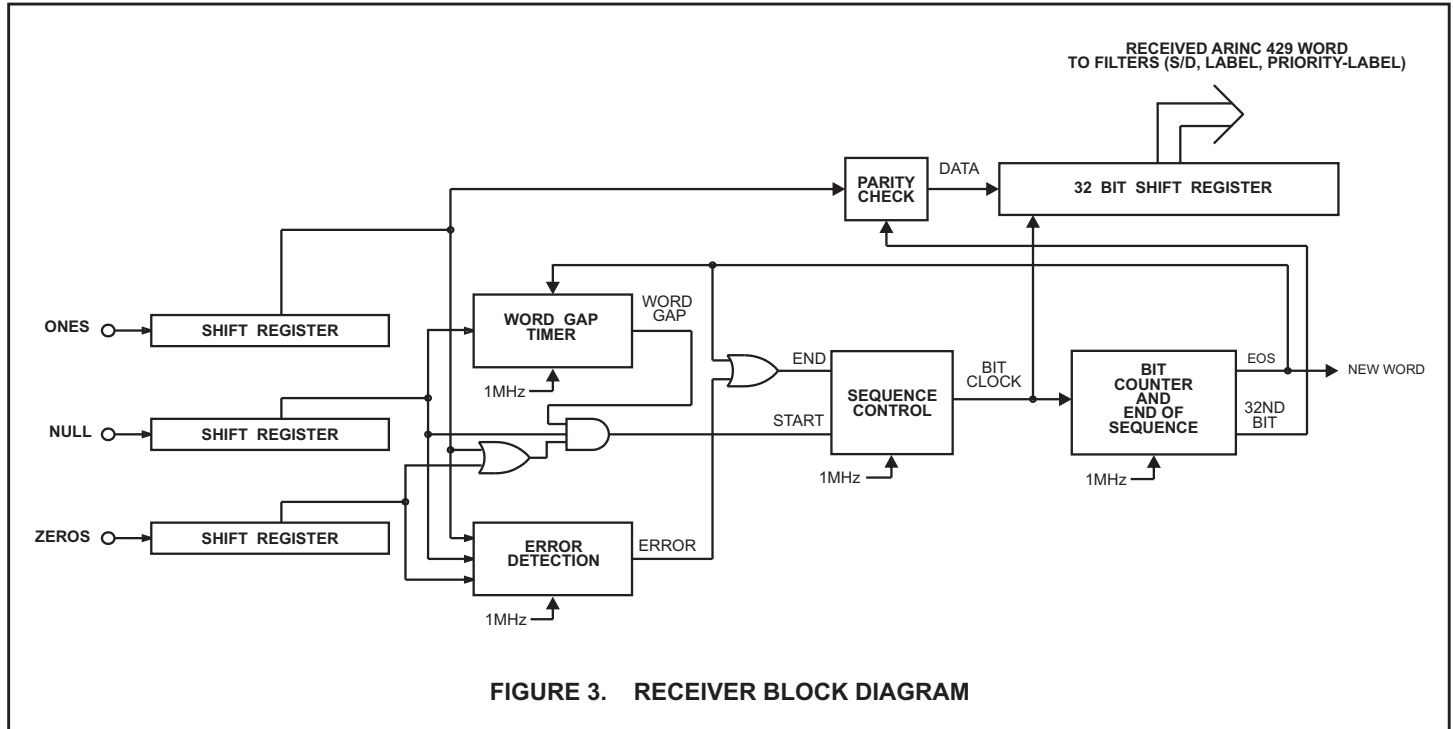 RECEIVED ARINC 429 WORD
TO FILTERS (S/D, LABEL, PRIORITY-LABEL)
PARITY
CHECK
DATA
32 BIT SHIFT REGISTER
ONES
SHIFT REGISTER
WORD GAP
TIMER
WORD
GAP
1MHz
END
SEQUENCE
CONTROL
START
1MHz
BIT
CLOCK
BIT
COUNTER
AND
END OF
SEQUENCE
EOS
32ND
BIT
NEW WORD
1MHz
NULL
SHIFT REGISTER
ZEROS
SHIFT REGISTER
ERROR
DETECTION
ERROR
1MHz
FIGURE 3. RECEIVER BLOCK DIAGRAM